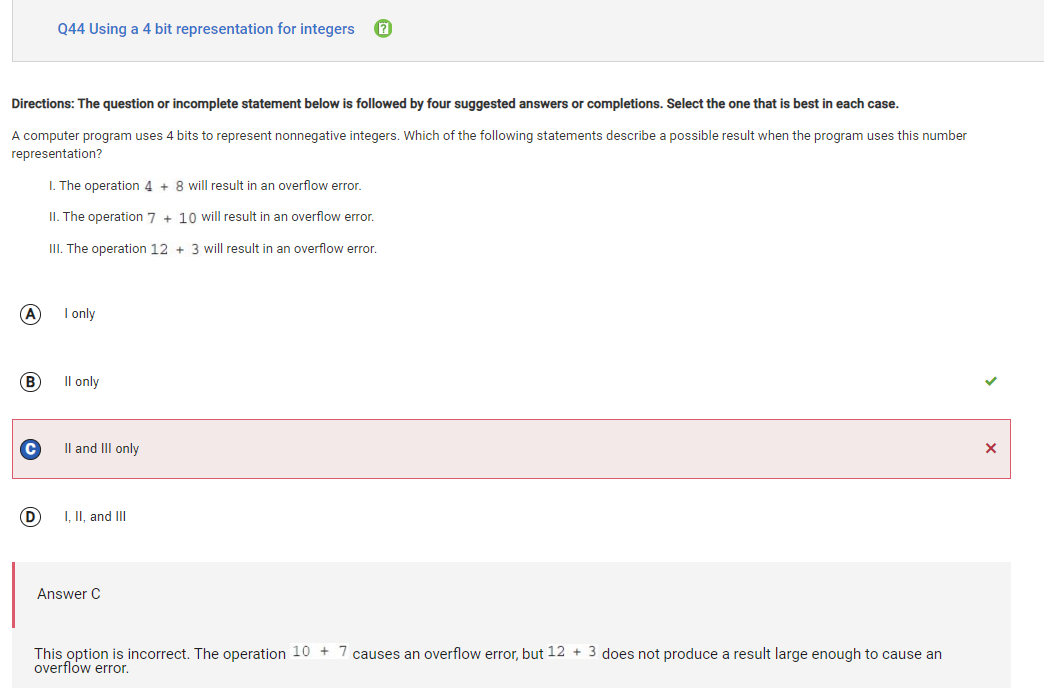 Q44 Using a 4 bit representation for integers
Directions: The question or incomplete statement below is followed by four suggested answers or completions. Select the one that is best in each case.
A computer program uses 4 bits to represent nonnegative integers. Which of the following statements describe a possible result when the program uses this number
representation?
I. The operation 4 + 8 will result in an overflow error.
II. The operation 7 + 10 will result in an overflow error.
III. The operation 12 + 3 will result in an overflow error.
A I only
B II only
C II and III only
D I, II, and III
Answer C
This option is incorrect. The operation 10 + 7 causes an overflow error, but 12 + 3 does not produce a result large enough to cause an
overflow error.